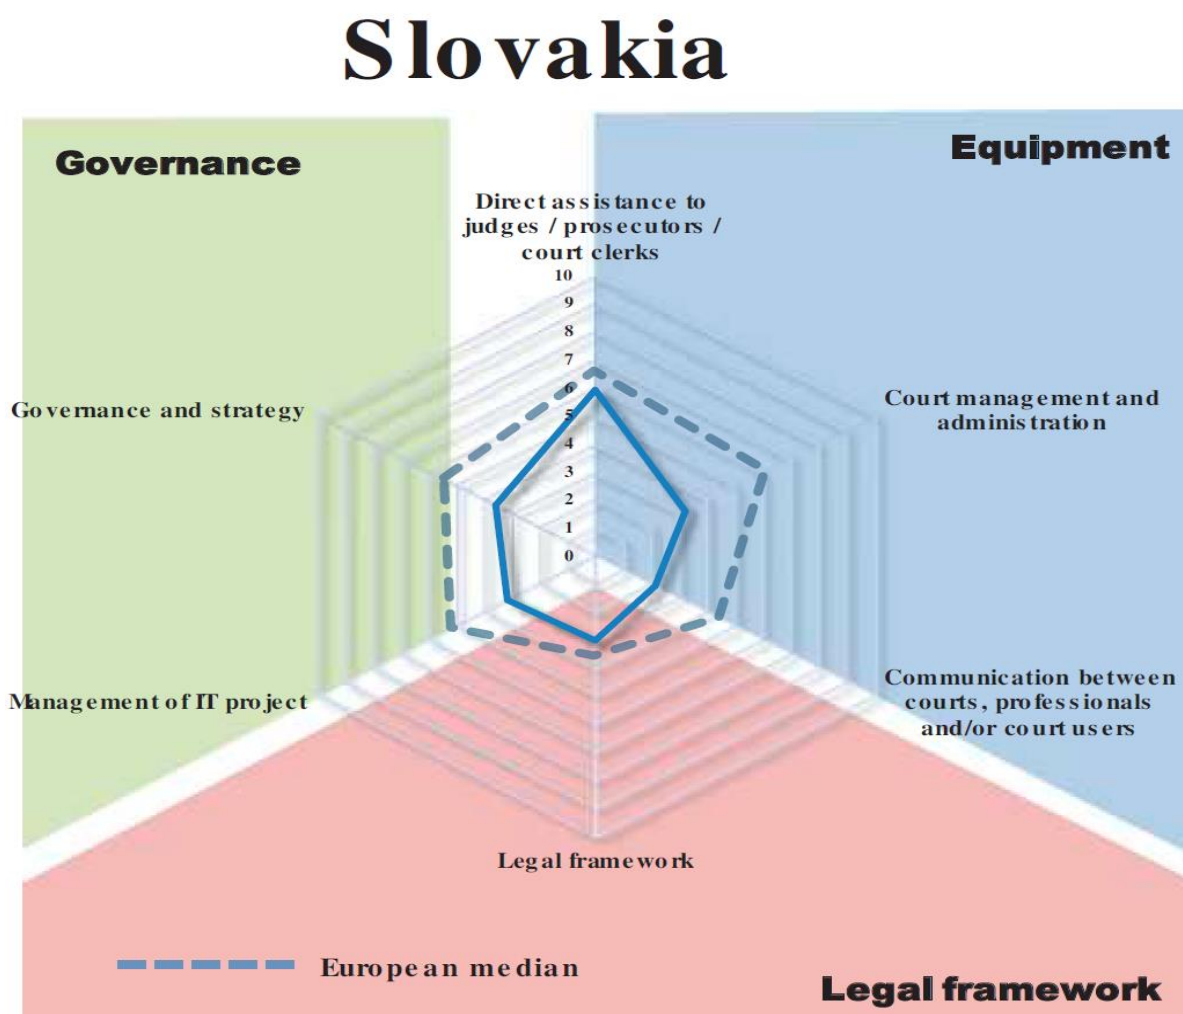 Slovakia
Governance
Equipment
Direct assistance to
judges / prosecutors /
court clerks
10
9
8
7
6
5
4
3
2
1
0
Governance and strategy
Court management and
administration
Management of IT project
Communication between
courts, professionals
and/or court users
Legal framework
European median
Legal framework